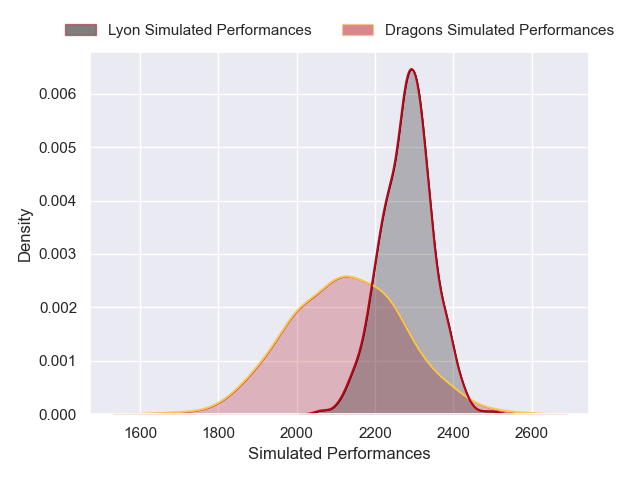 Lyon Simulated Performances Dragons Simulated Performances
0.006
0.005
0.004
0.003
0.002
0.001
0.000
Density
1600 1800 2000 2200 2400 2600
Simulated Performances